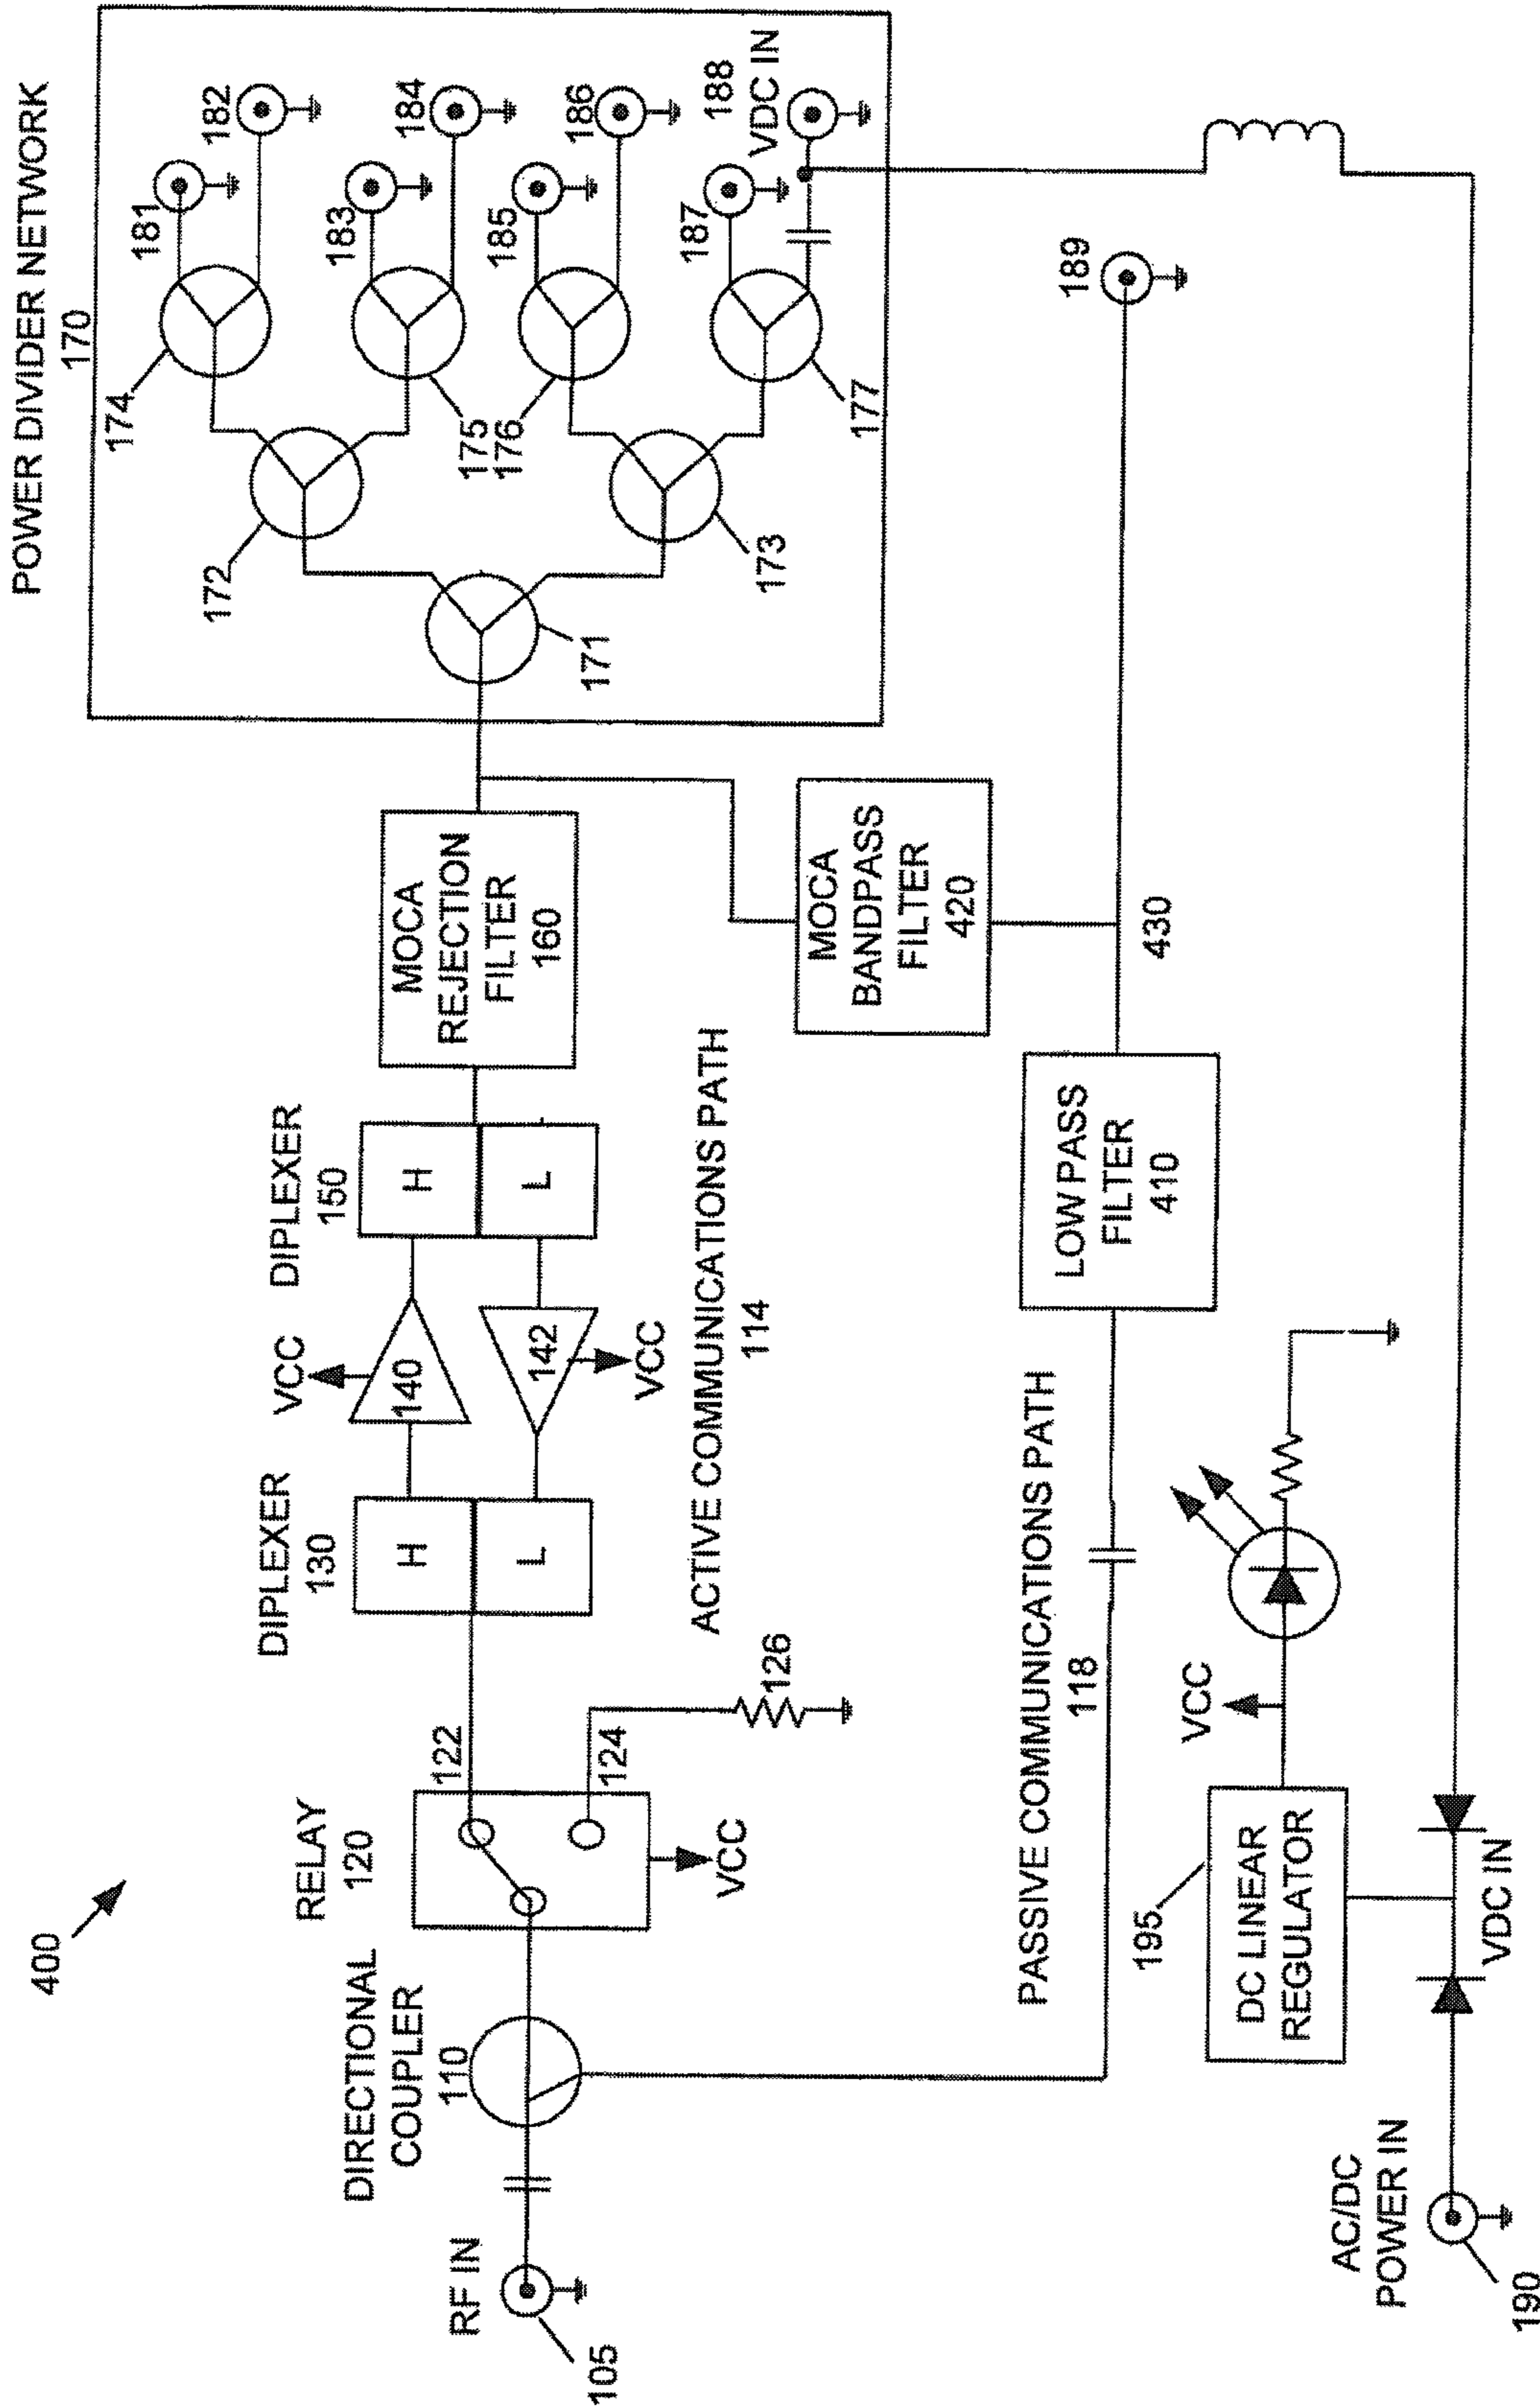 400
POWER DIVIDER NETWORK
170
181
182
183
184
185
186
187
188
VDC IN
174
175
176
177
172
173
171
RF IN
105
DIRECTIONAL
COUPLER
110
RELAY
120
122
124
126
VCC
DIPLEXER
130
H
L
VCC
140
142
VCC
DIPLEXER
150
H
L
MOCA
REJECTION
FILTER
160
ACTIVE COMMUNICATIONS PATH
114
MOCA
BANDPASS
FILTER
420
PASSIVE COMMUNICATIONS PATH
118
LOW PASS
FILTER
410
430
189
AC/DC
POWER IN
190
195
DC LINEAR
REGULATOR
VCC
VDC IN